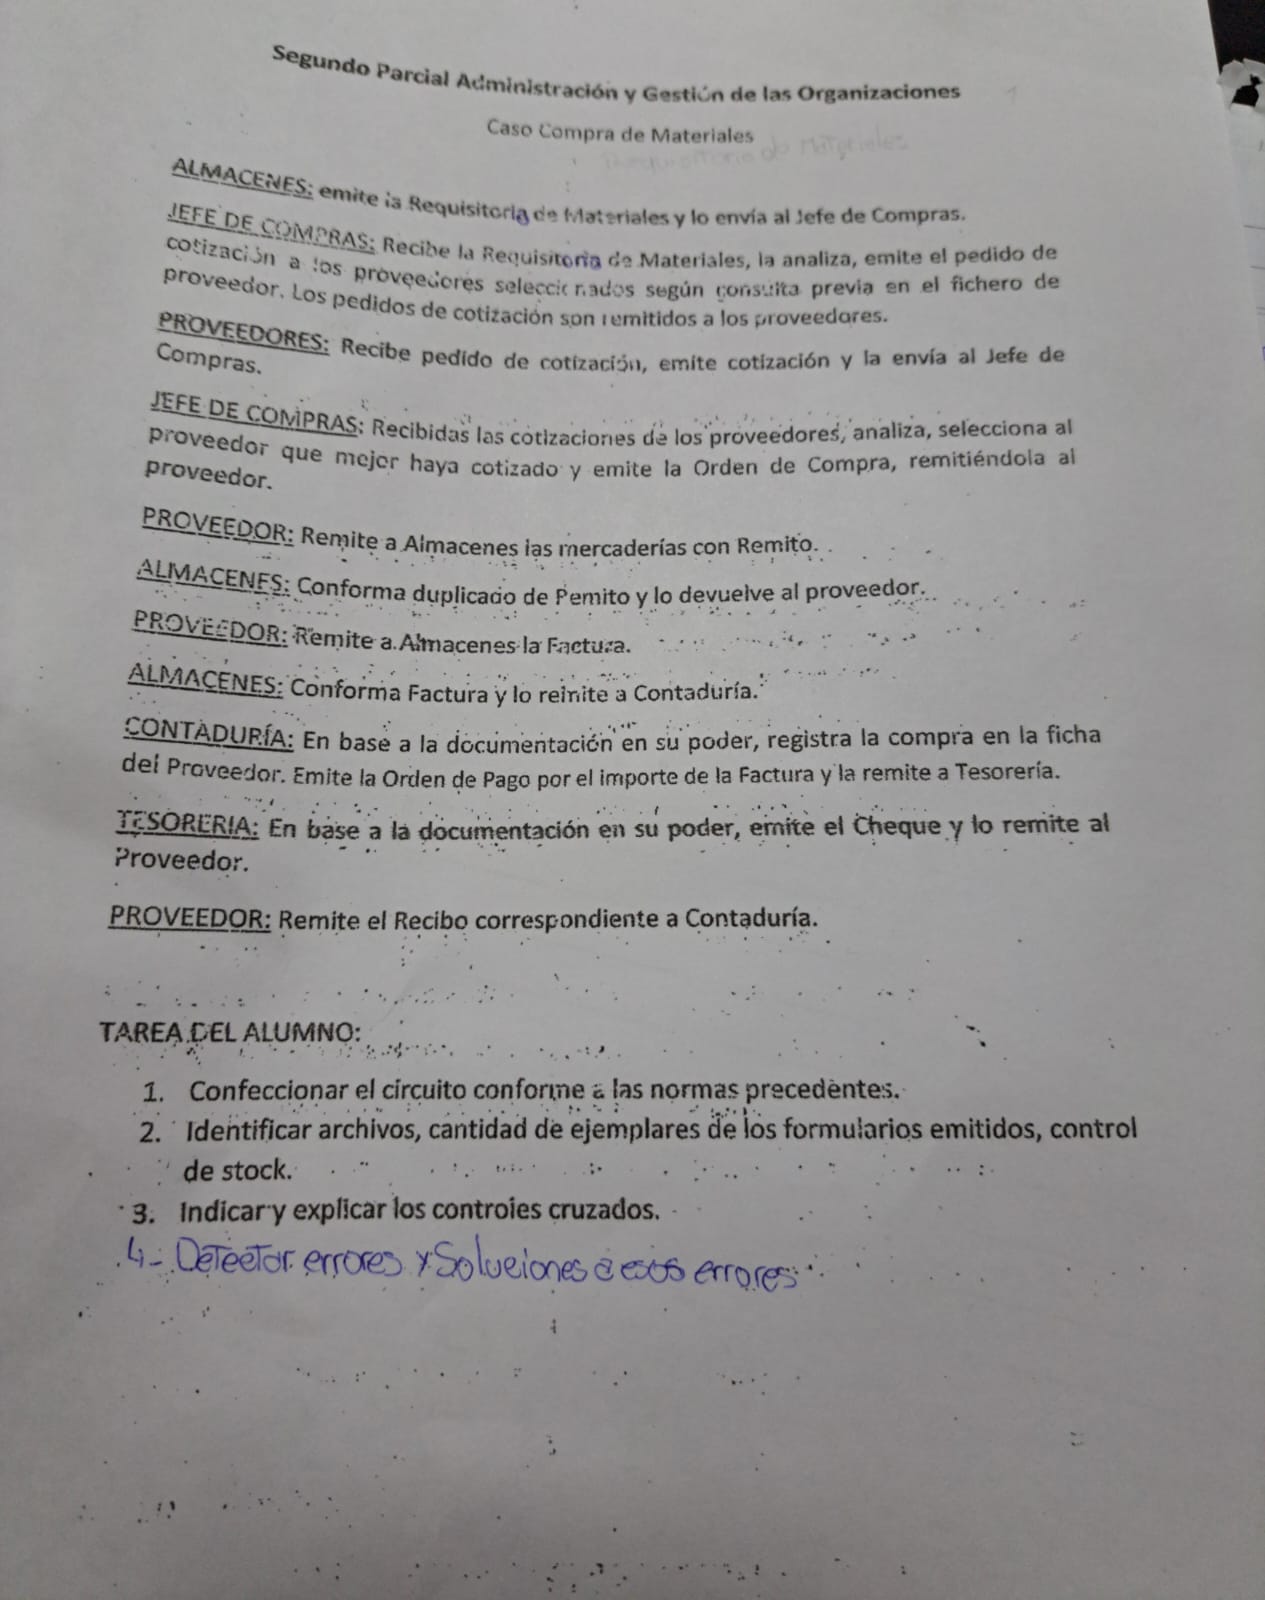 Segundo Parcial Administración y Gestión de las Organizaciones
Caso Compra de Materiales
ALMACENES: emite la Requisitoria de Materiales y lo envía al Jefe de Compras.
JEFE DE COMPRAS: Recibe la Requisitoria de Materiales, la analiza, emite el pedido de
cotización a los proveedores seleccionados según consulta previa en el fichero de
proveedor. Los pedidos de cotización son remitidos a los proveedores.
PROVEEDORES: Recibe pedido de cotización, emite cotización y la envía al Jefe de
Compras.
JEFE DE COMPRAS: Recibidas las cotizaciones de los proveedores, analiza, selecciona al
proveedor que mejor haya cotizado y emite la Orden de Compra, remitiéndola al
proveedor.
PROVEEDOR: Remite a Almacenes las mercaderías con Remito.
ALMACENES: Conforma duplicado de Remito y lo devuelve al proveedor.
PROVEEDOR: Remite a Almacenes la Factura.
ALMACENES: Conforma Factura y lo remite a Contaduría.
CONTADURÍA: En base a la documentación en su poder, registra la compra en la ficha
del Proveedor. Emite la Orden de Pago por el importe de la Factura y la remite a Tesorería.
TESORERIA: En base a la documentación en su poder, emite el Cheque y lo remite al
Proveedor.
PROVEEDOR: Remite el Recibo correspondiente a Contaduría.
TAREA DEL ALUMNO:
1. Confeccionar el circuito conforme a las normas precedentes.
2. Identificar archivos, cantidad de ejemplares de los formularios emitidos, control
de stock.
3. Indicar y explicar los controles cruzados.
4- Detectar errores y Soluciones a esos errores